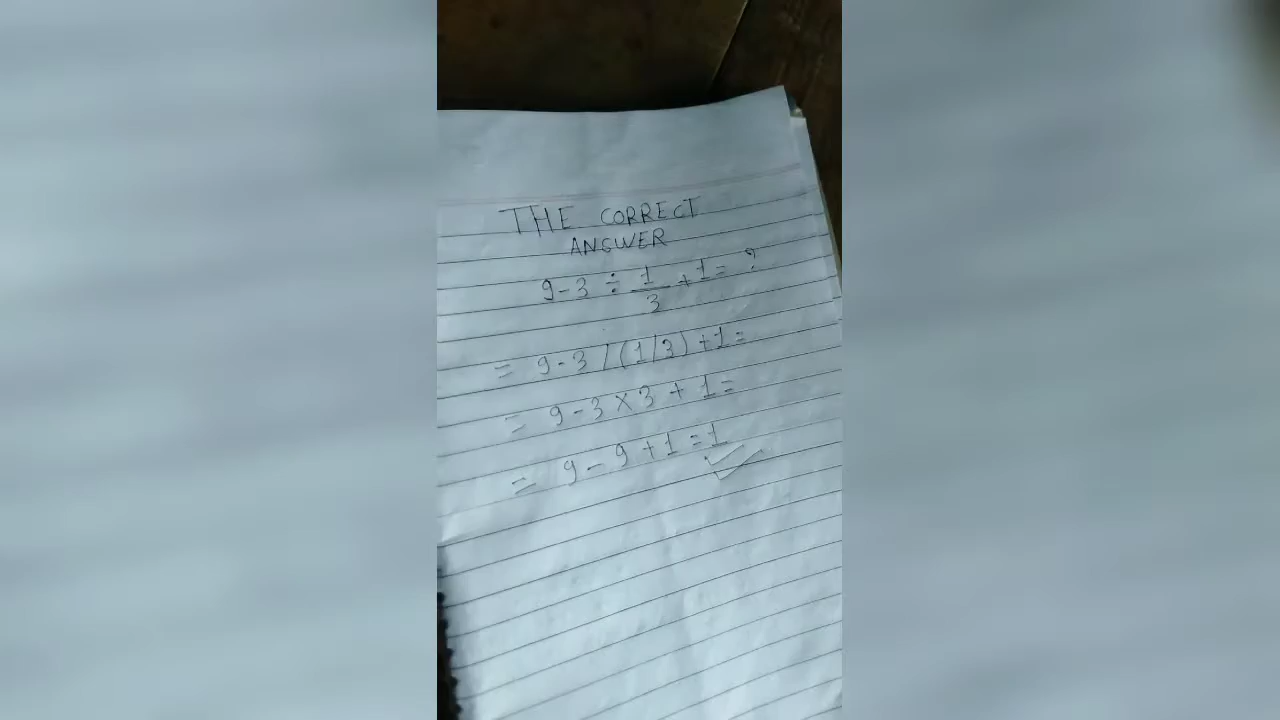 THE CORRECT
ANSWER
9-3 ÷ 1/3 + 1 = ?
= 9-3 / (1/3) + 1 =
= 9-3 × 3 + 1 =
= 9 - 9 + 1 = 1